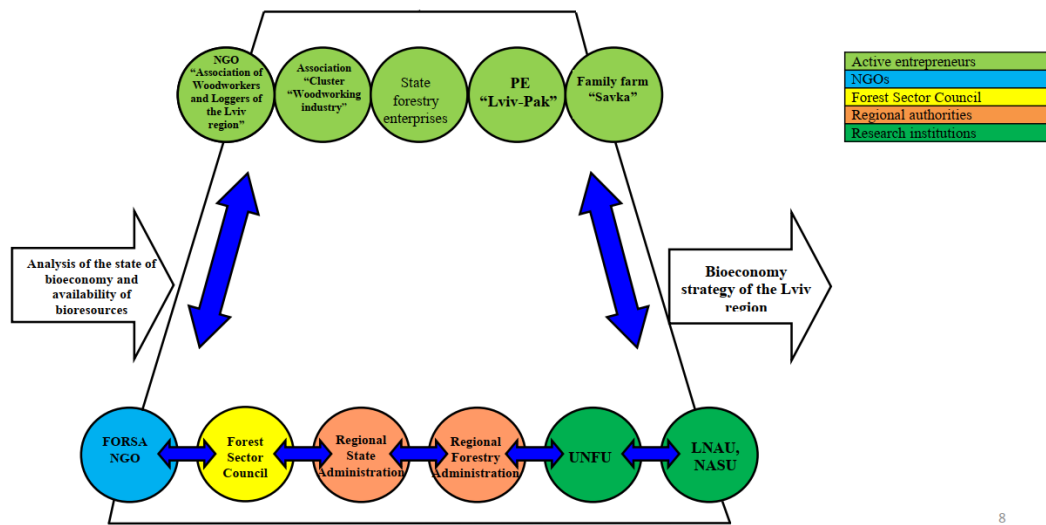 NGO
“Association of
Woodworkers
and Loggers of
the Lviv
region”
Association
“Cluster
“Woodworking
industry”
State
forestry
enterprises
PE
“Lviv-Pak”
Family farm
“Savka”
Active entrepreneurs
NGOs
Forest Sector Council
Regional authorities
Research institutions
Analysis of the state of
bioeconomy and
availability of
bioresources
Bioeconomy
strategy of the Lviv
region
FORSA
NGO
Forest
Sector
Council
Regional
State
Administration
Regional
Forestry
Administration
UNFU
LNAU,
NASU
8